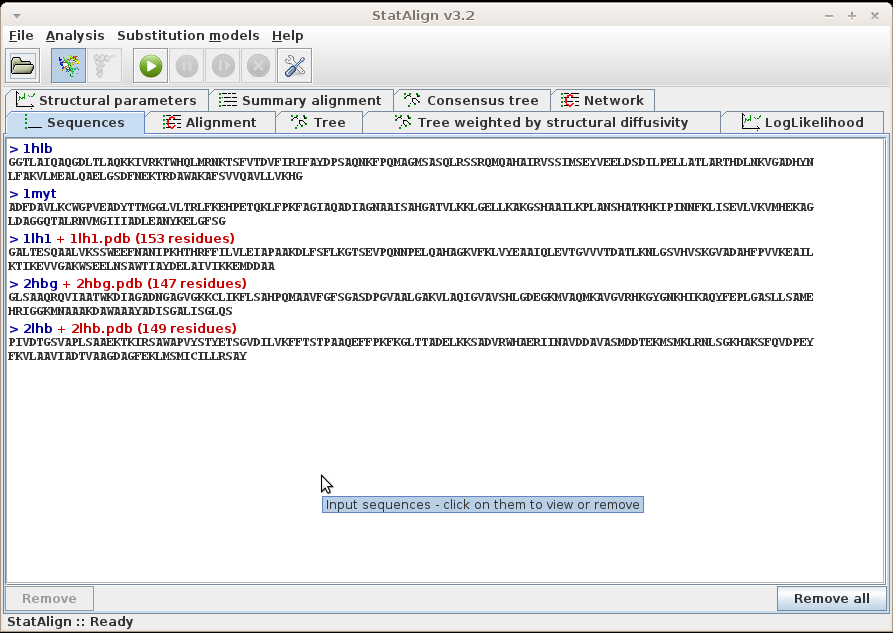 StatAlign v3.2
File Analysis Substitution models Help
Structural parameters Summary alignment Consensus tree Network
Sequences Alignment Tree Tree weighted by structural diffusivity LogLikelihood
> 1hlb
GGTLAIQAQGDLTLAQKKIVRKTWHQLMRNKTSFVTDVFIRIFAYDPSAQNKFPQMAGMSASQLRSSRQMQAHAIRVSSIMSEYVEELDSDILPELLATLARTHDLNKVGADHYN
LFAKVLMEALQAELGSDFNEKTRDAWAKAFSVVQAVLLVKHG
> 1myt
ADFDAVLKCWGPVEADYTTMGGLVLTRLFKEHPETQKLFPKFAGIAQADIAGNAAISAHGATVLKKLGELLKAKGSHAAILKPLANSHATKHKIPINNFKLISEVLVKVMHEKAG
LDAGGQTALRNVMGIIIADLEANYKELGFSG
> 1lh1 + 1lh1.pdb (153 residues)
GALTESQAALVKSSWEEFNANIPKHTHRFFILVLEIAPAAKDLFSFLKGTSEVPQNNPELQAHAGKVFKLVYEAAIQLEVTGVVVTDATLKNLGSVHVSKGVADAHFPVVKEAIL
KTIKEVVGAKWSEELNSAWTIAYDELAIVIKKEMDDAA
> 2hbg + 2hbg.pdb (147 residues)
GLSAAQRQVIAATWKDIAGADNGAGVGKKCLIKFLSAHPQMAAVFGFSGASDPGVAALGAKVLAQIGVAVSHLGDEGKMVAQMKAVGVRHKGYGNKHIKAQYFEPLGASLLSAME
HRIGGKMNAAAKDAWAAAYADISGALISGLQS
> 2lhb + 2lhb.pdb (149 residues)
PIVDTGSVAPLSAAEKTKIRSAWAPVYSTYETSGVDILVKFFTSTPAAQEFFPKFKGLTTADELKKSADVRWHAERIINAVDDAVASMDDTEKMSMKLRNLSGKHAKSFQVDPEY
FKVLAAVIADTVAAGDAGFEKLMSMICILLRSAY
Input sequences - click on them to view or remove
Remove Remove all
StatAlign :: Ready